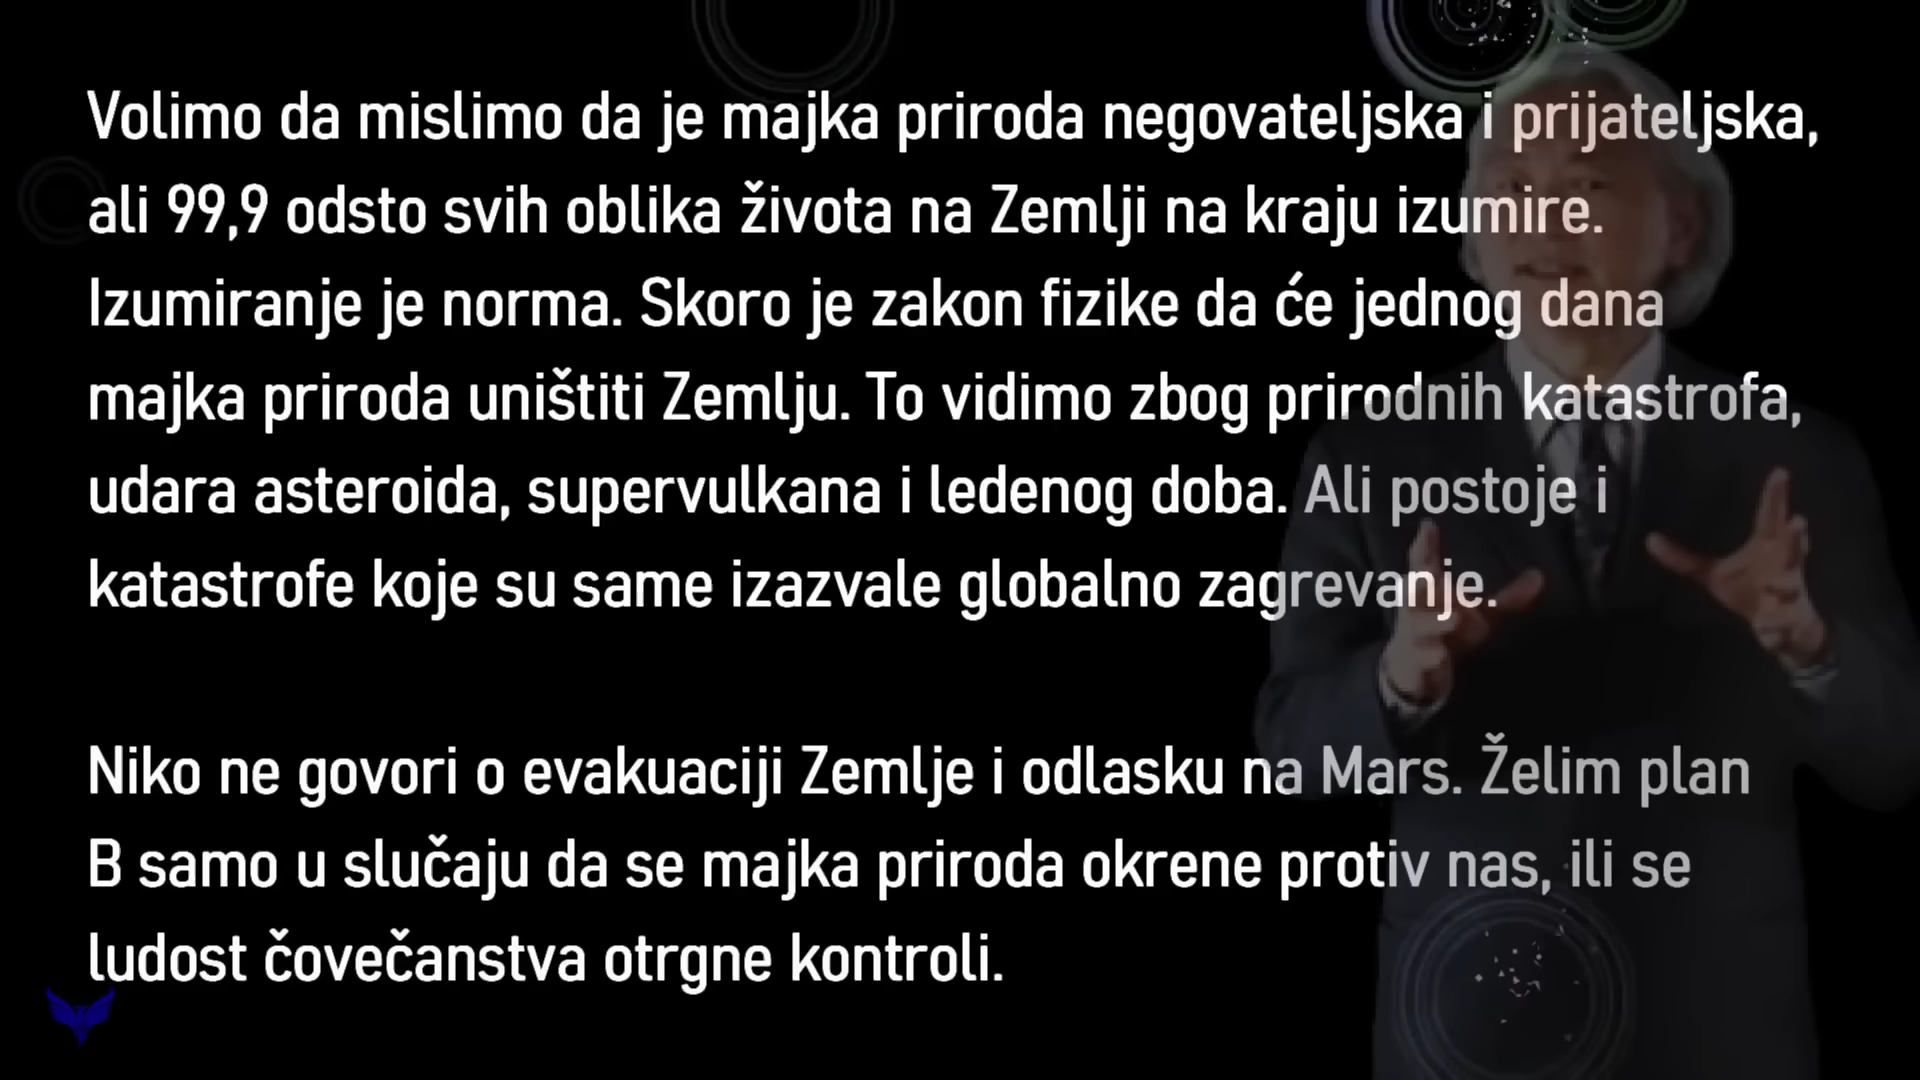 Volimo da mislimo da je majka priroda negovateljska i prijateljska,
ali 99,9 odsto svih oblika života na Zemlji na kraju izumire.
Izumiranje je norma. Skoro je zakon fizike da će jednog dana
majka priroda uništiti Zemlju. To vidimo zbog prirodnih katastrofa,
udara asteroida, supervulkana i ledenog doba. Ali postoje i
katastrofe koje su same izazvale globalno zagrevanje.
Niko ne govori o evakuaciji Zemlje i odlasku na Mars. Želim plan
B samo u slučaju da se majka priroda okrene protiv nas, ili se
ludost čovečanstva otrgne kontroli.